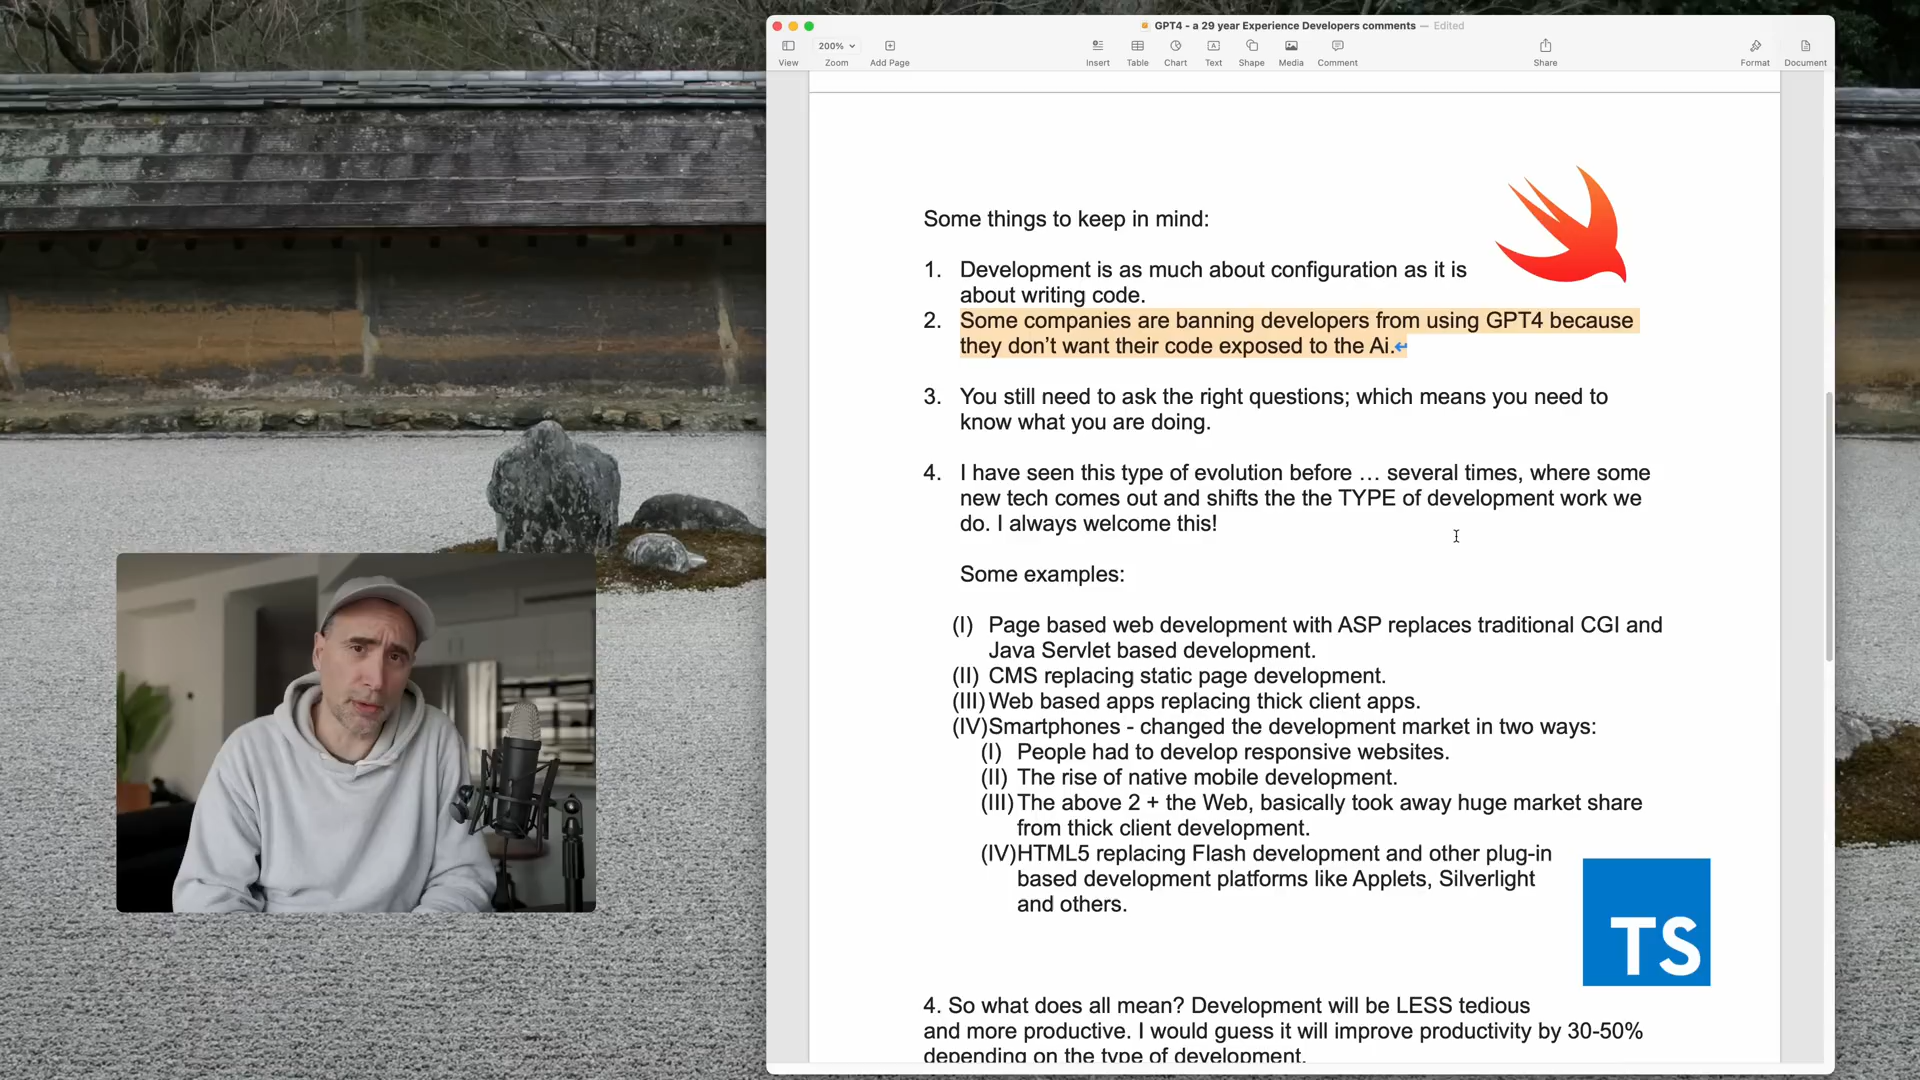 GPT4 - a 29 year Experience Developers comments — Edited
200%
View
Zoom
Add Page
Insert
Table
Chart
Text
Shape
Media
Comment
Share
Format
Document
Some things to keep in mind:
1. Development is as much about configuration as it is
about writing code.
2. Some companies are banning developers from using GPT4 because
they don’t want their code exposed to the Ai.
3. You still need to ask the right questions; which means you need to
know what you are doing.
4. I have seen this type of evolution before … several times, where some
new tech comes out and shifts the the TYPE of development work we
do. I always welcome this!
Some examples:
(I) Page based web development with ASP replaces traditional CGI and
Java Servlet based development.
(II) CMS replacing static page development.
(III) Web based apps replacing thick client apps.
(IV) Smartphones - changed the development market in two ways:
(I) People had to develop responsive websites.
(II) The rise of native mobile development.
(III) The above 2 + the Web, basically took away huge market share
from thick client development.
(IV) HTML5 replacing Flash development and other plug-in
based development platforms like Applets, Silverlight
and others.
TS
4. So what does all mean? Development will be LESS tedious
and more productive. I would guess it will improve productivity by 30-50%
depending on the type of development.